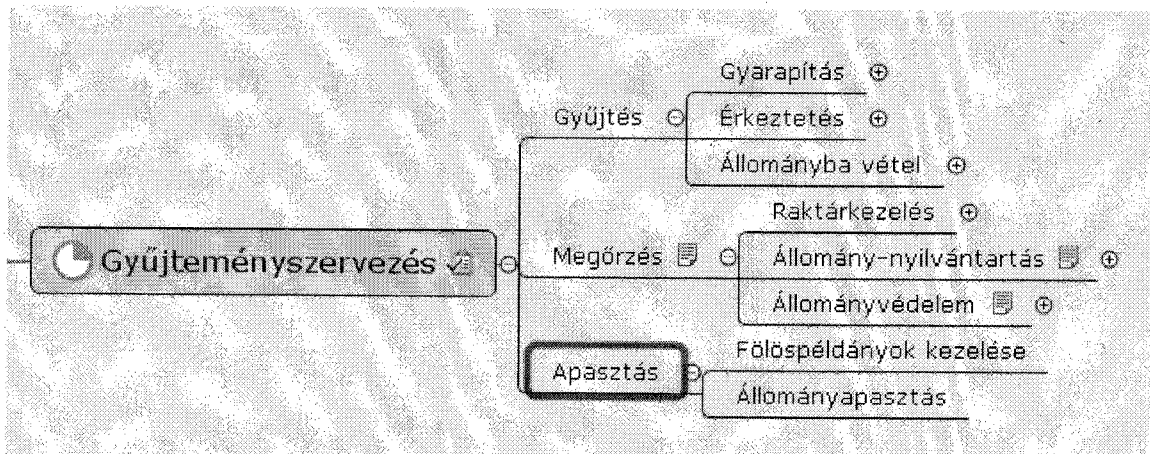 Gyűjteményszervezés
Gyűjtés
Gyarapítás
Érkeztetés
Állományba vétel
Megőrzés
Raktárkezelés
Állomány-nyilvántartás
Állományvédelem
Apasztás
Fölöspéldányok kezelése
Állományapasztás